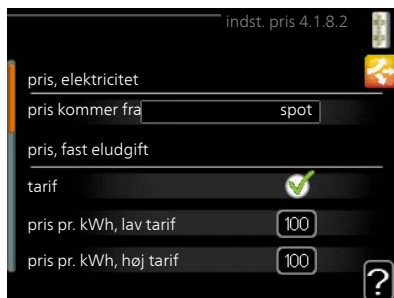 indst. pris 4.1.8.2
pris, elektricitet
pris kommer fra spot
pris, fast eludgift
tarif
pris pr. kWh, lav tarif 100
pris pr. kWh, høj tarif 100
?